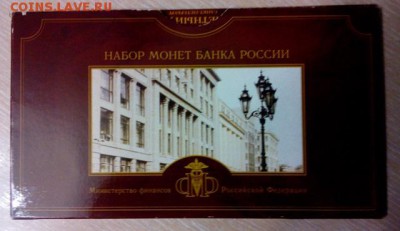 COINS.LAVE.RU
НАБОР МОНЕТ БАНКА РОССИИ
Министерство финансов Российской Федерации